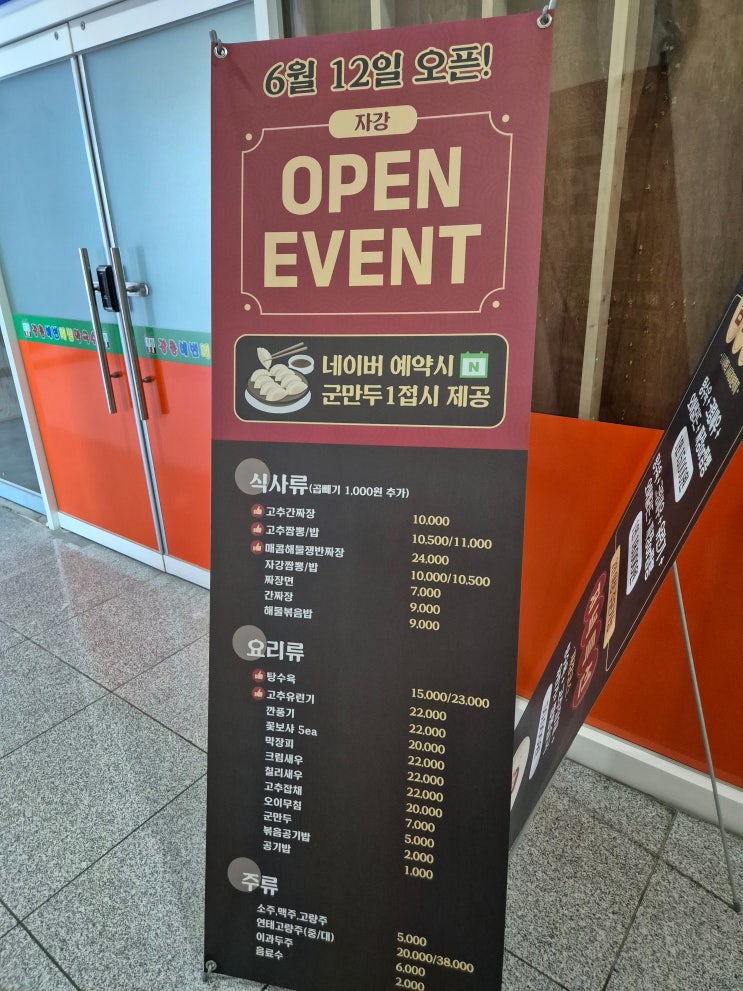 6월 12일 오픈!
자강
OPEN
EVENT
네이버 예약시 N
군만두 1접시 제공
식사류(곱빼기 1,000원 추가)
고추간짜장 10.000
고추짬뽕/밥 10.500/11.000
매콤해물쟁반짜장 24.000
자강짬뽕/밥 10.000/10.500
짜장면 7.000
간짜장 9.000
해물볶음밥 9.000
요리류
탕수육 15.000/23.000
고추유린기 22.000
깐풍기 22.000
꽃보샤 5ea 20.000
막장피 22.000
크림새우 22.000
칠리새우 22.000
고추잡채 20.000
오이무침 7.000
군만두 5.000
볶음공기밥 2.000
공기밥 1.000
주류
소주,맥주,고량주 5.000
연태고량주(중/대) 20.000/38.000
이과두주 6.000
음료수 2.000